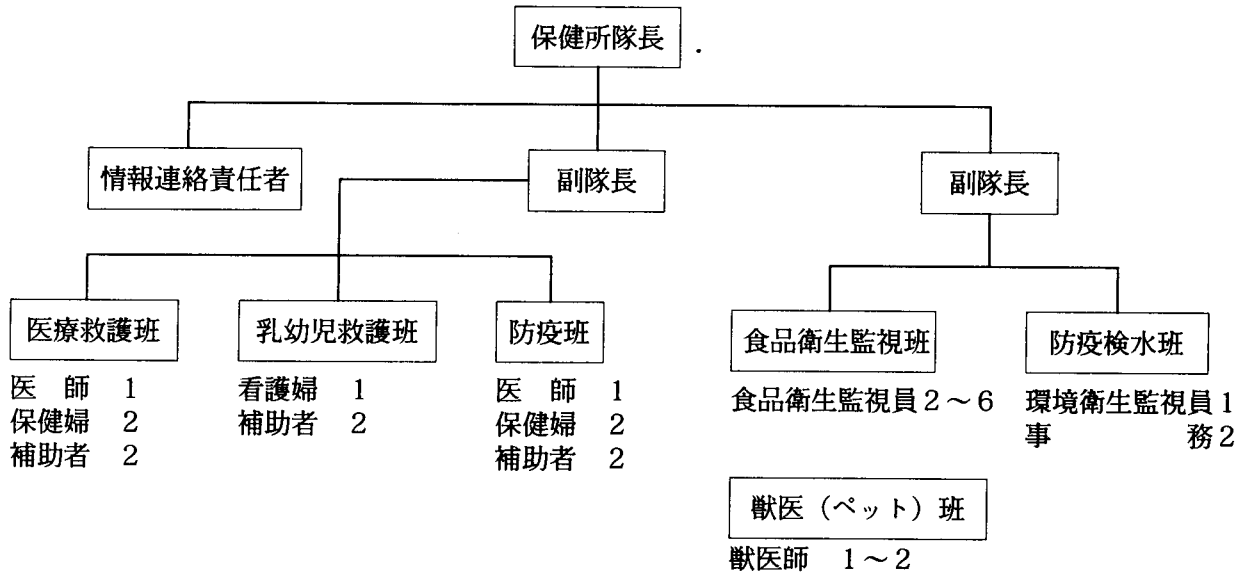 保健所隊長
情報連絡責任者
副隊長
副隊長
医療救護班
医　師　1
保健婦　2
補助者　2
乳幼児救護班
看護婦　1
補助者　2
防疫班
医　師　1
保健婦　2
補助者　2
食品衛生監視班
食品衛生監視員2～6
防疫検水班
環境衛生監視員1
事　　　　務2
獣医（ペット）班
獣医師　1～2